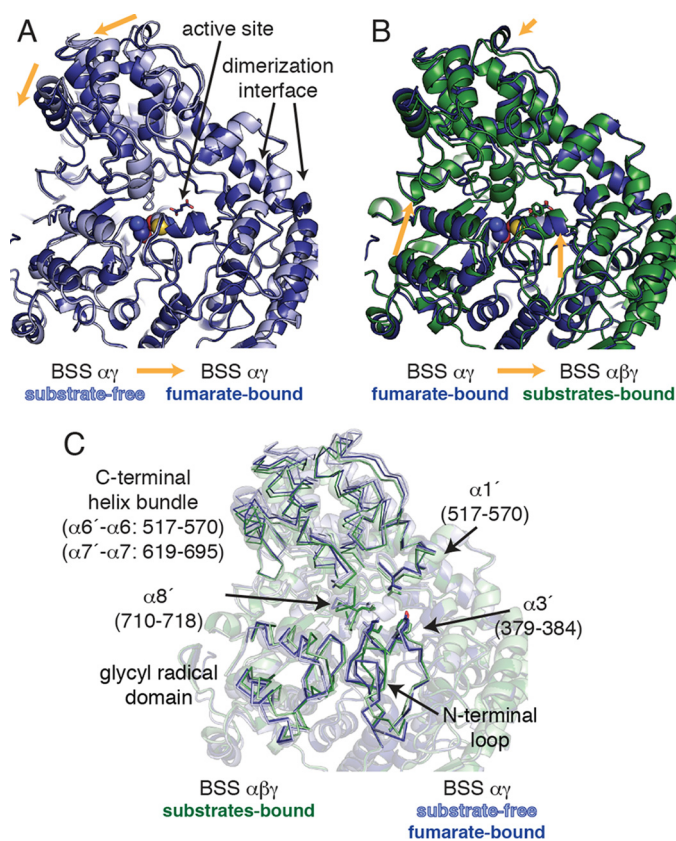 A
active site
dimerization
interface
BSS αγ
substrate-free
BSS αγ
fumarate-bound
B
BSS αγ
fumarate-bound
BSS αβγ
substrates-bound
C
C-terminal
helix bundle
(α6´-α6: 517-570)
(α7´-α7: 619-695)
α1´
(517-570)
α8´
(710-718)
α3´
(379-384)
glycyl radical
domain
N-terminal
loop
BSS αβγ
substrates-bound
BSS αγ
substrate-free
fumarate-bound